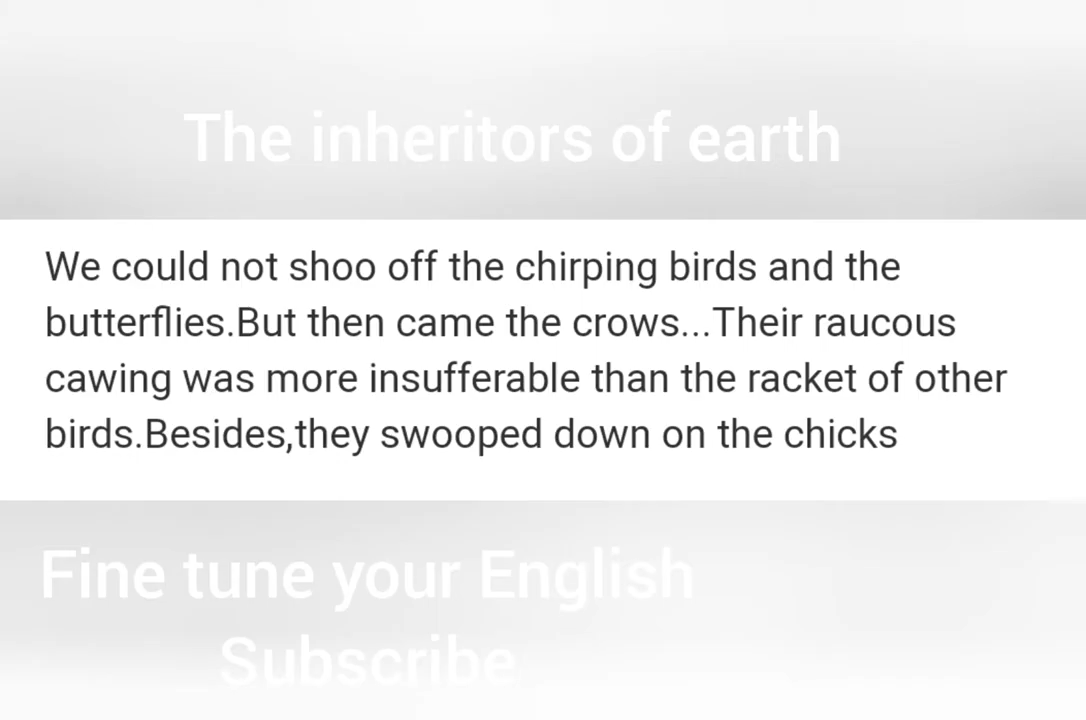 The inheritors of earth
We could not shoo off the chirping birds and the
butterflies.But then came the crows...Their raucous
cawing was more insufferable than the racket of other
birds.Besides,they swooped down on the chicks
Fine tune your English
_Subscribe